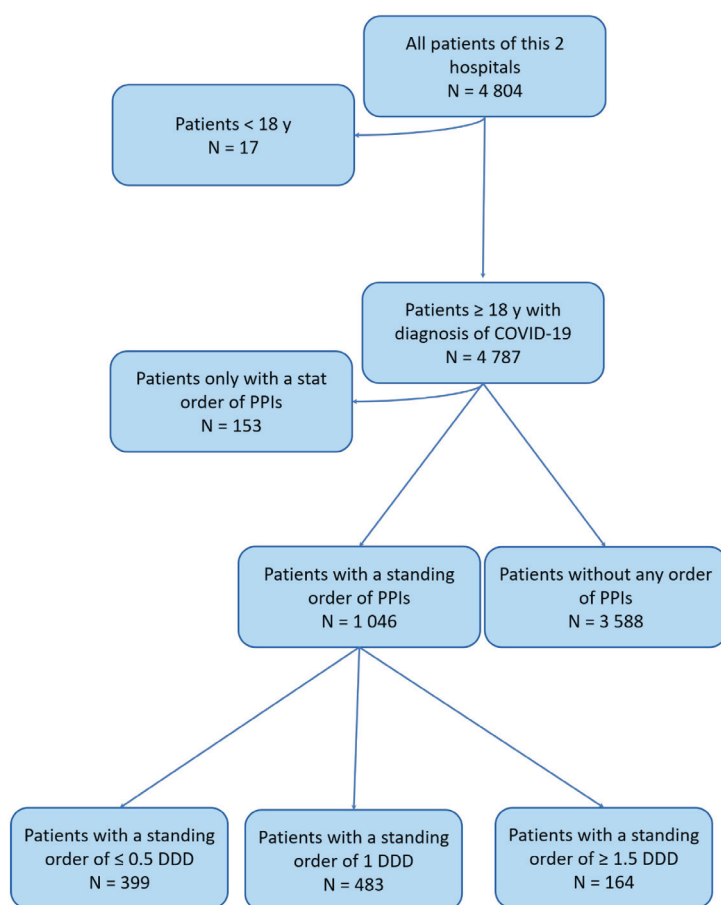 All patients of this 2
hospitals
N = 4 804
Patients < 18 y
N = 17
Patients ≥ 18 y with
diagnosis of COVID-19
N = 4 787
Patients only with a stat
order of PPIs
N = 153
Patients with a standing
order of PPIs
N = 1 046
Patients without any order
of PPIs
N = 3 588
Patients with a standing
order of ≤ 0.5 DDD
N = 399
Patients with a standing
order of 1 DDD
N = 483
Patients with a standing
order of ≥ 1.5 DDD
N = 164